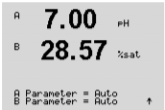 A 7.00 pH
B 28.57 %sat
A Parameter = Auto
B Parameter = Auto ↑